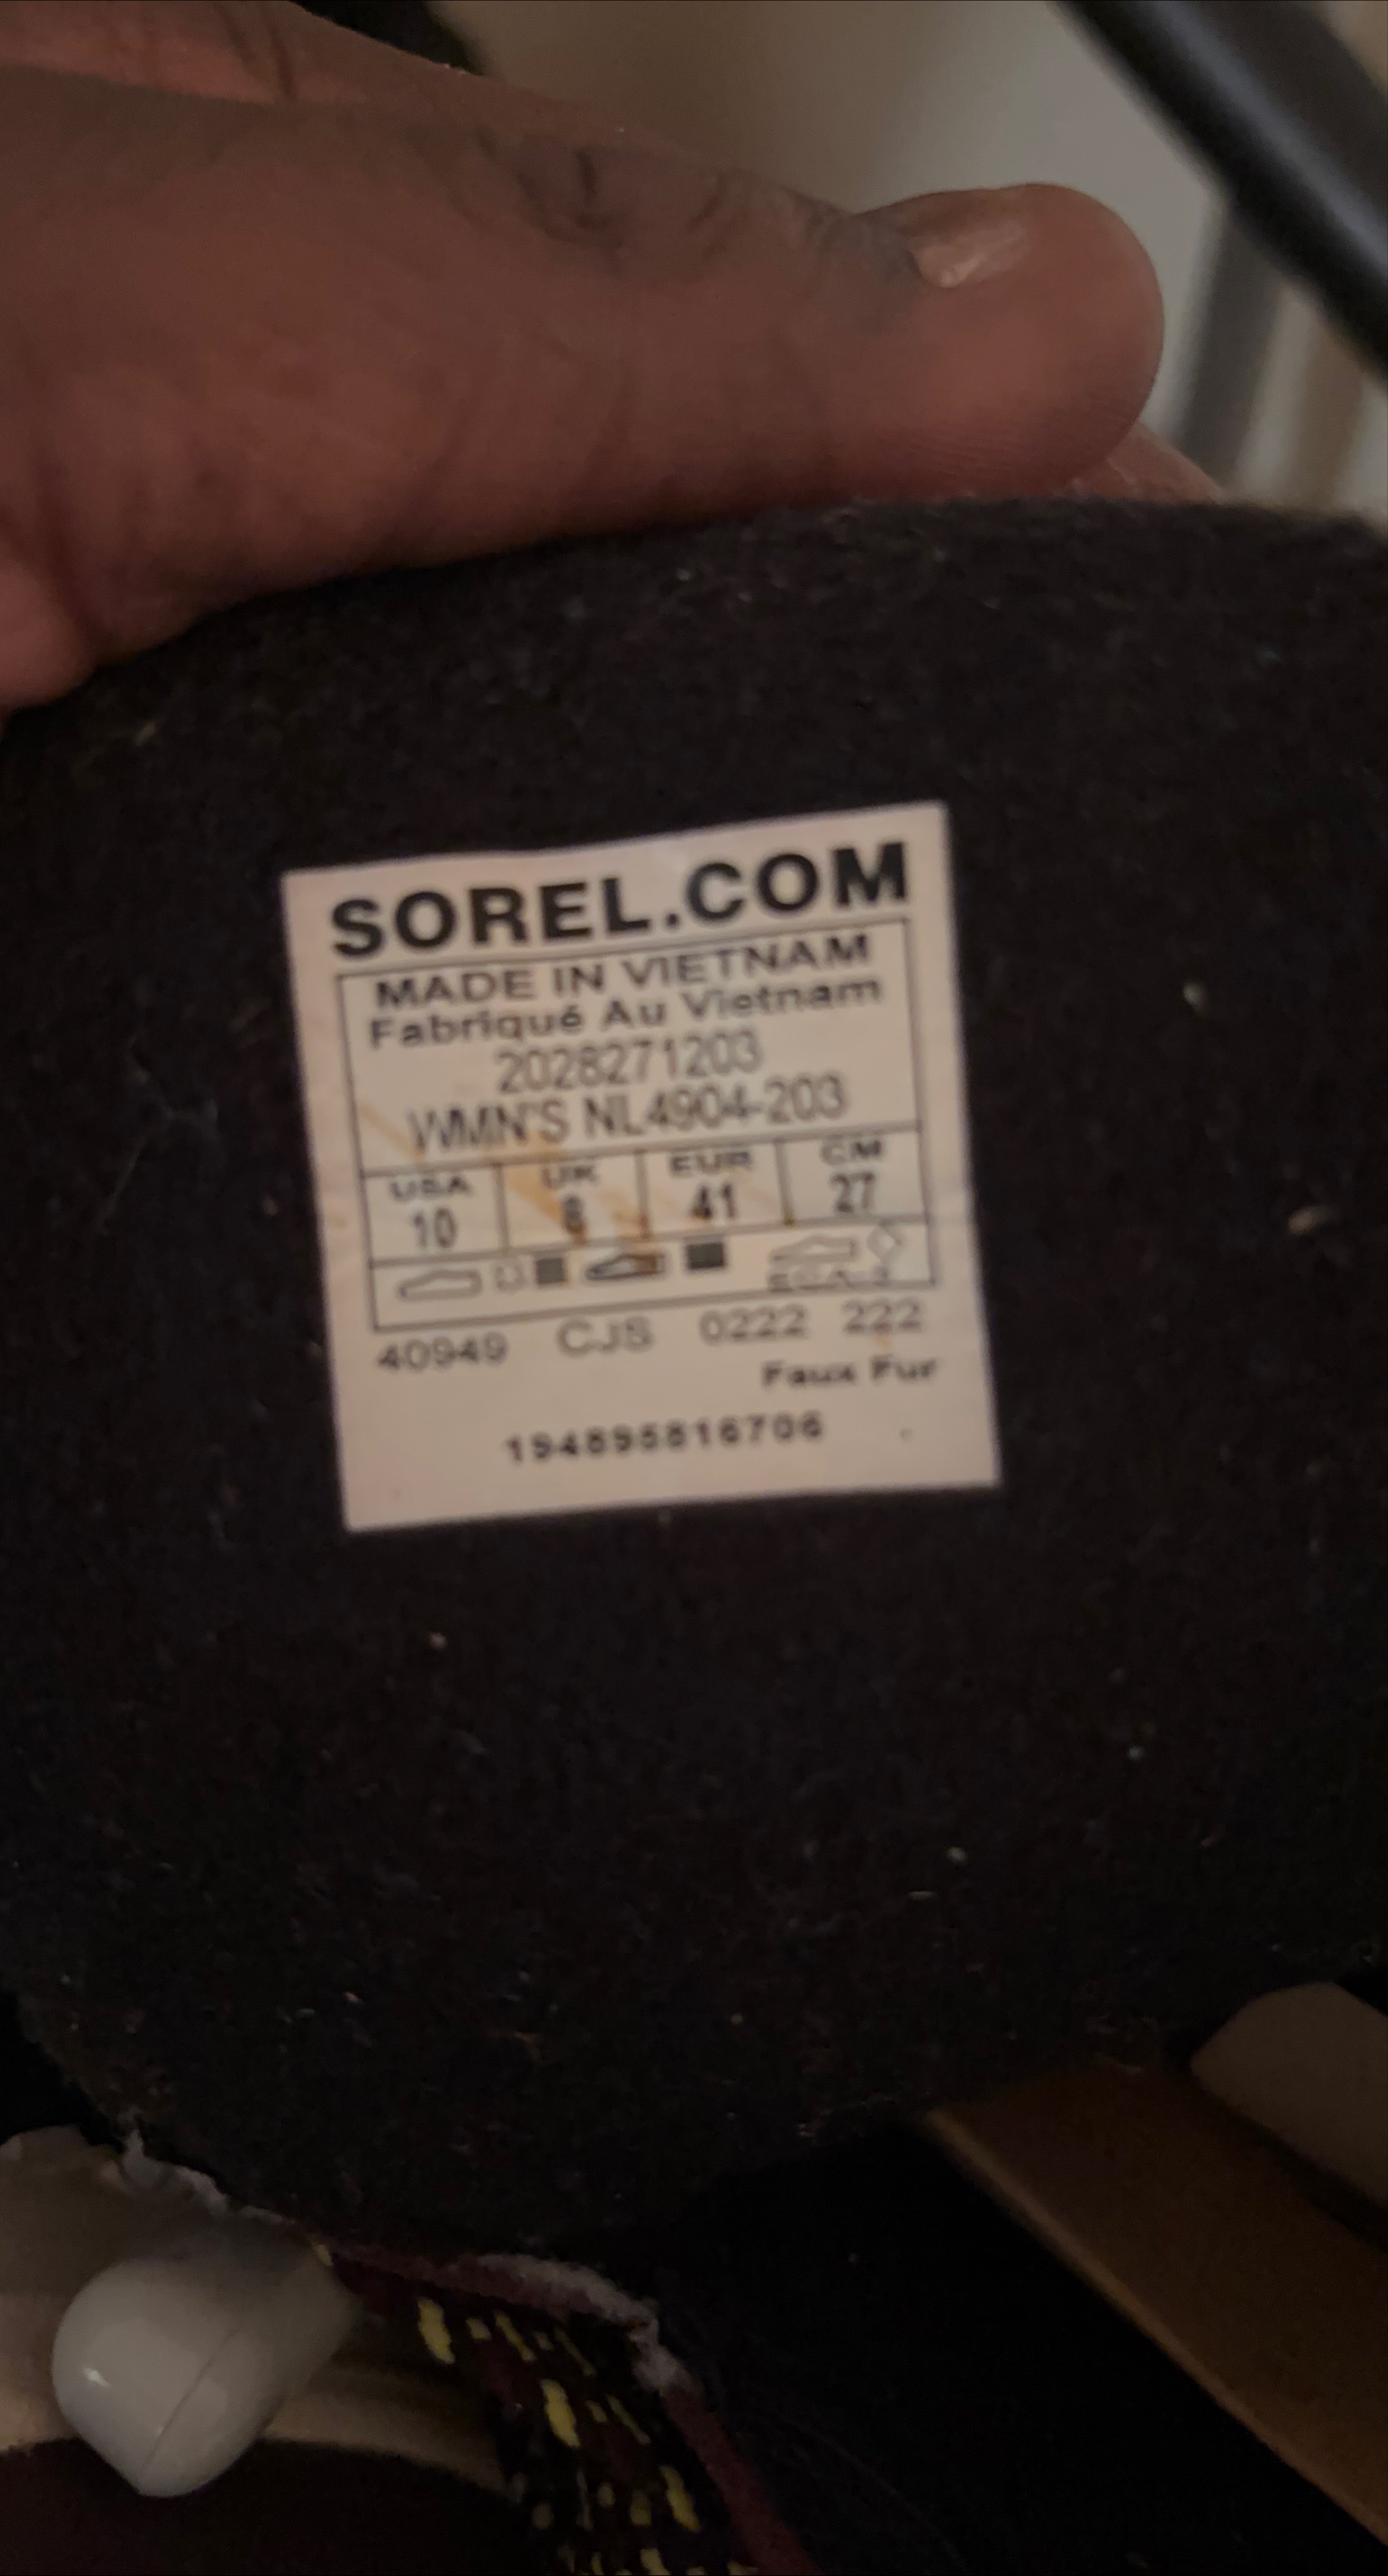 SOREL.COM
MADE IN VIETNAM
Fabriqué Au Vietnam
2028271203
WMN'S NL4904-203
USA UK EUR CM
10 8 41 27
40949 CJS 0222 222
Faux Fur
194895816706